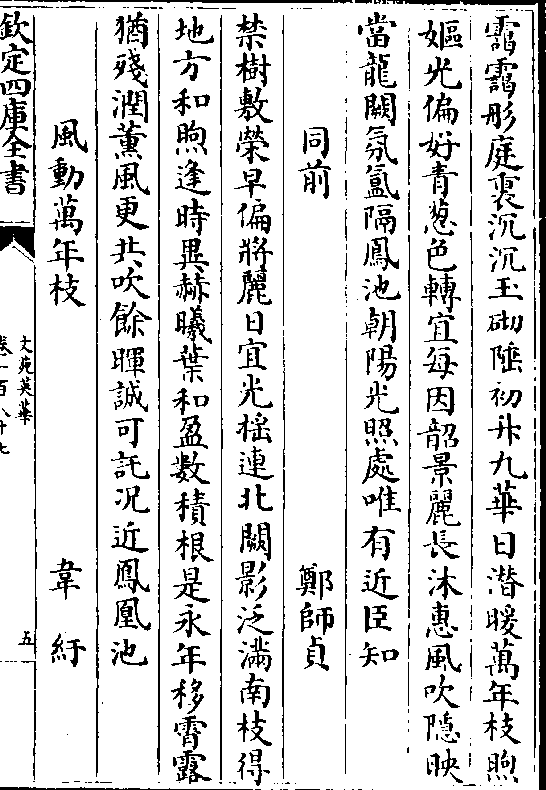 靄靄彤庭裏沉沉玉砌陲初升九華日潜暖萬年枝煦
嫗光偏好青葱色轉宜每因韶景麗長沐惠風吹隱映
當龍闕氛氳隔鳳池朝陽光照處唯有近臣知
同前　鄭師貞
禁樹敷榮早偏將麗日宜光揺連北闕影泛滿南枝得
地方和煦逢時異赫曦葉和盈數積根是永年移霄露
猶殘潤薫風更共吹餘暉誠可託况近鳳凰池
風動萬年枝　韋紆
欽定四庫全書
文苑英華
卷一百八十七
五